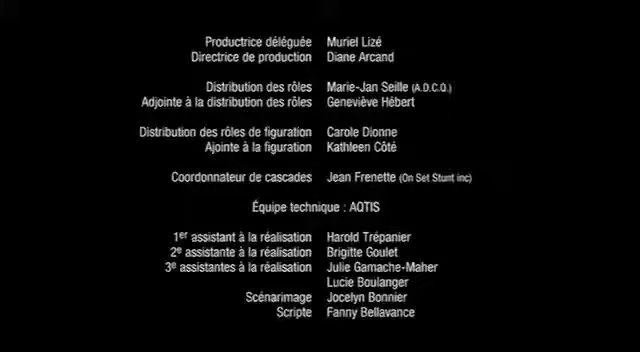 Productrice déléguée Muriel Lizé
Directrice de production Diane Arcand
Distribution des rôles Marie-Jan Seille (A.D.C.Q.)
Adjointe à la distribution des rôles Geneviève Hébert
Distribution des rôles de figuration Carole Dionne
Ajointe à la figuration Kathleen Côté
Coordonnateur de cascades Jean Frenette (On Set Stunt inc)
Équipe technique : AQTIS
1er assistant à la réalisation Harold Trépanier
2e assistante à la réalisation Brigitte Goulet
3e assistantes à la réalisation Julie Gamache-Maher
Lucie Boulanger
Scénarimage Jocelyn Bonnier
Scripte Fanny Bellavance